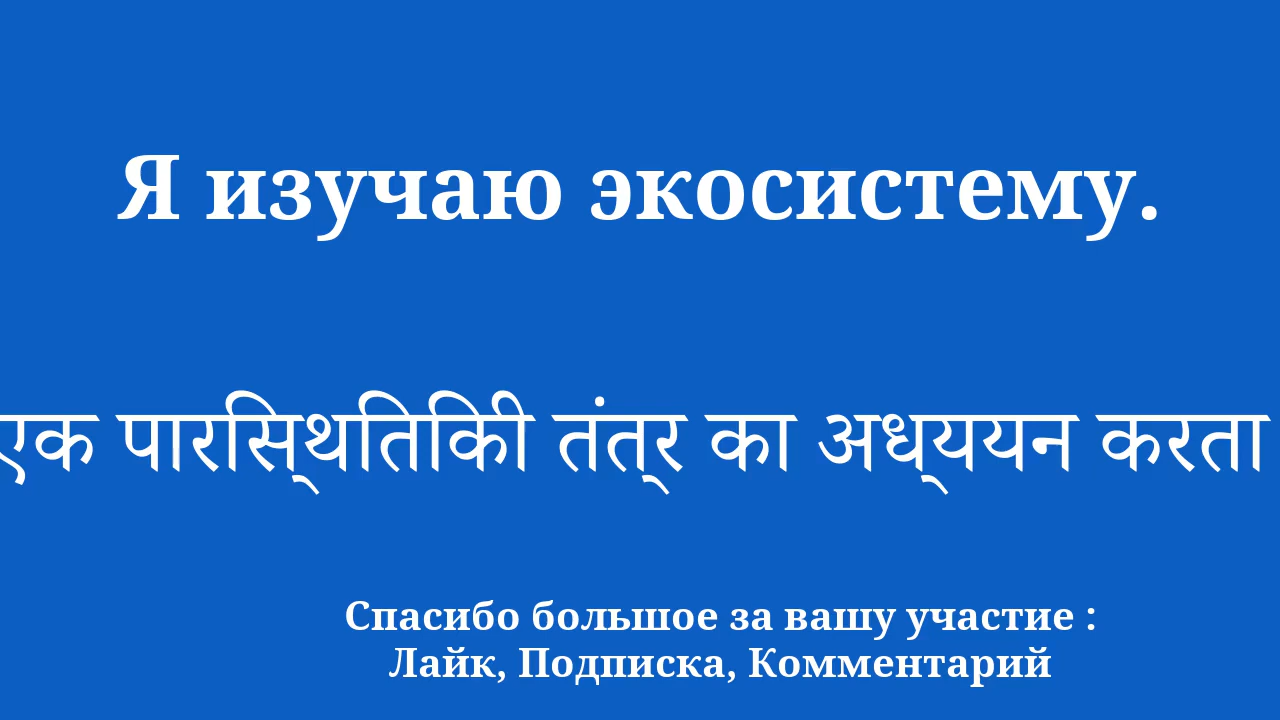 Я изучаю экосистему.
एक पारिस्थितिकी तंत्र का अध्ययन करता
Спасибо большое за вашу участие :
Лайк, Подписка, Комментарий